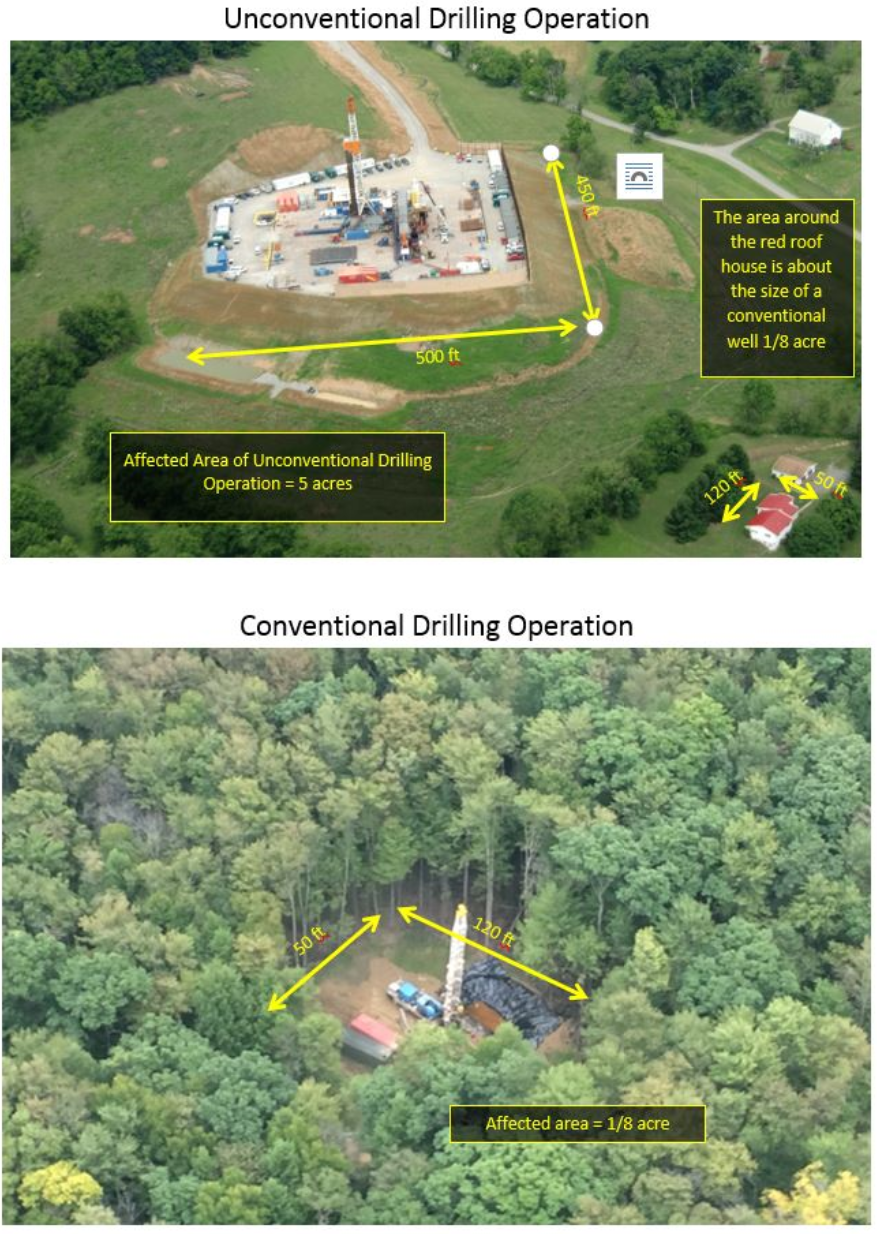 Unconventional Drilling Operation
450 ft
The area around
the red roof
house is about
the size of a
conventional
well 1/8 acre
500 ft
Affected Area of Unconventional Drilling
Operation = 5 acres
120 ft
50 ft
Conventional Drilling Operation
50 ft
120 ft
Affected area = 1/8 acre